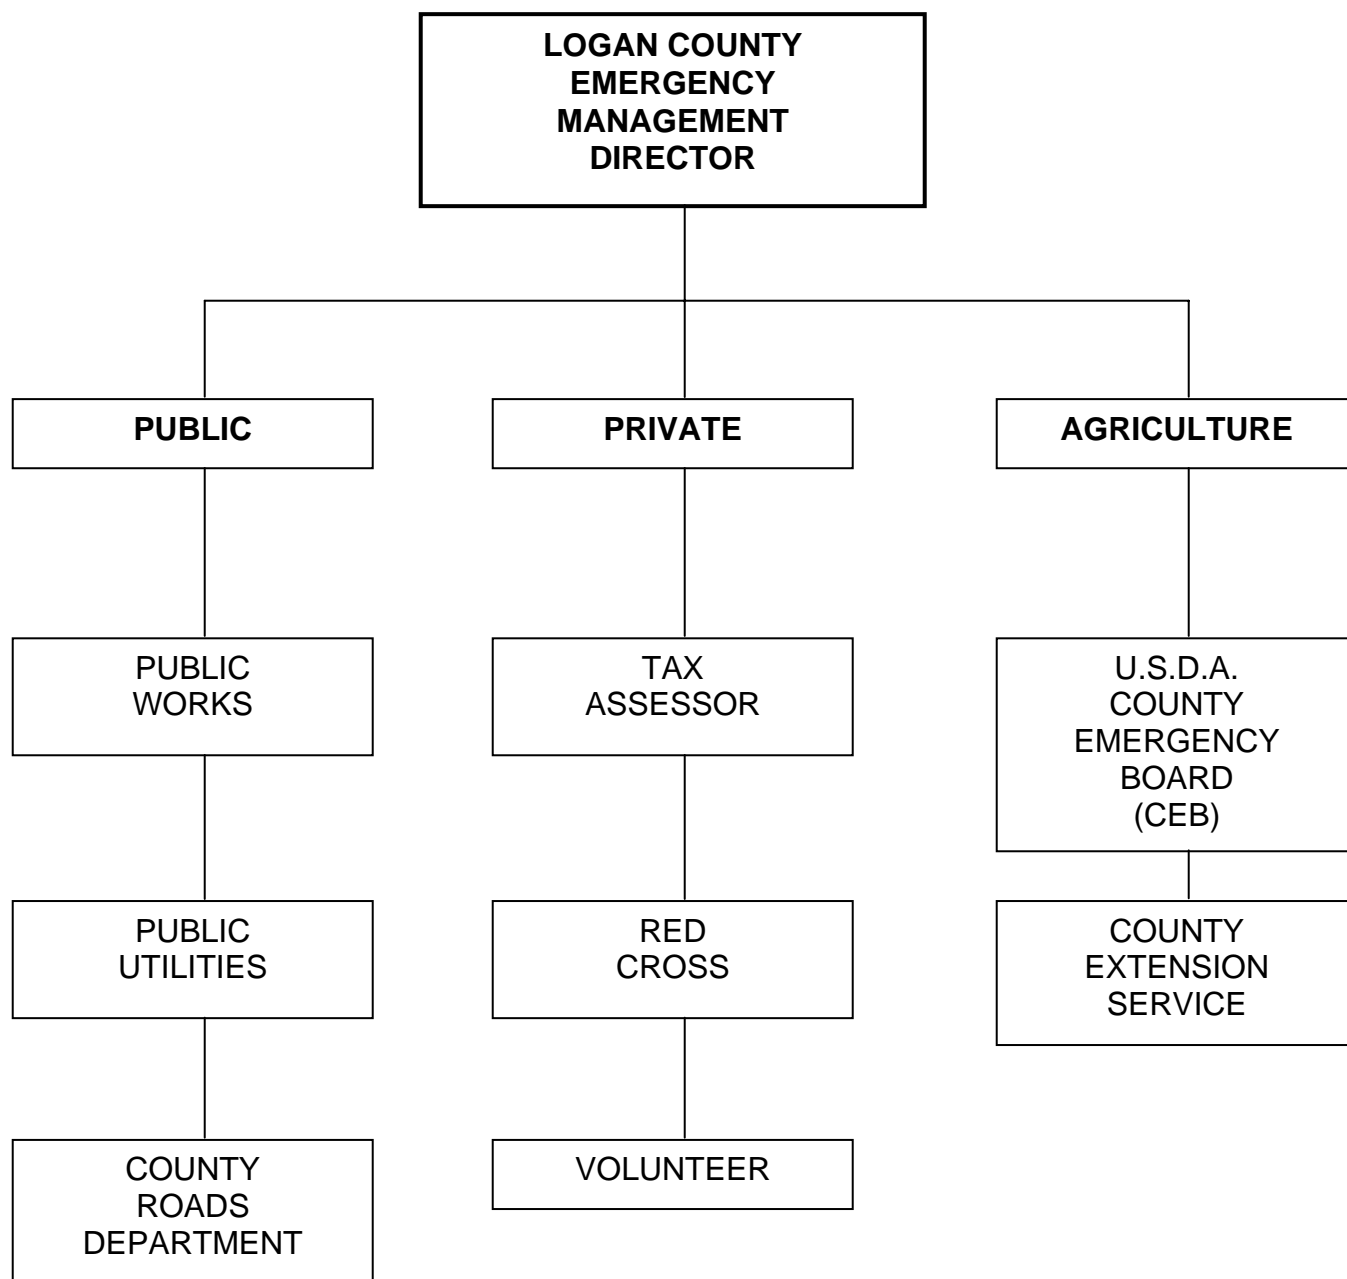 LOGAN COUNTY
EMERGENCY
MANAGEMENT
DIRECTOR
PUBLIC
PRIVATE
AGRICULTURE
PUBLIC
WORKS
TAX
ASSESSOR
U.S.D.A.
COUNTY
EMERGENCY
BOARD
(CEB)
PUBLIC
UTILITIES
RED
CROSS
COUNTY
EXTENSION
SERVICE
COUNTY
ROADS
DEPARTMENT
VOLUNTEER